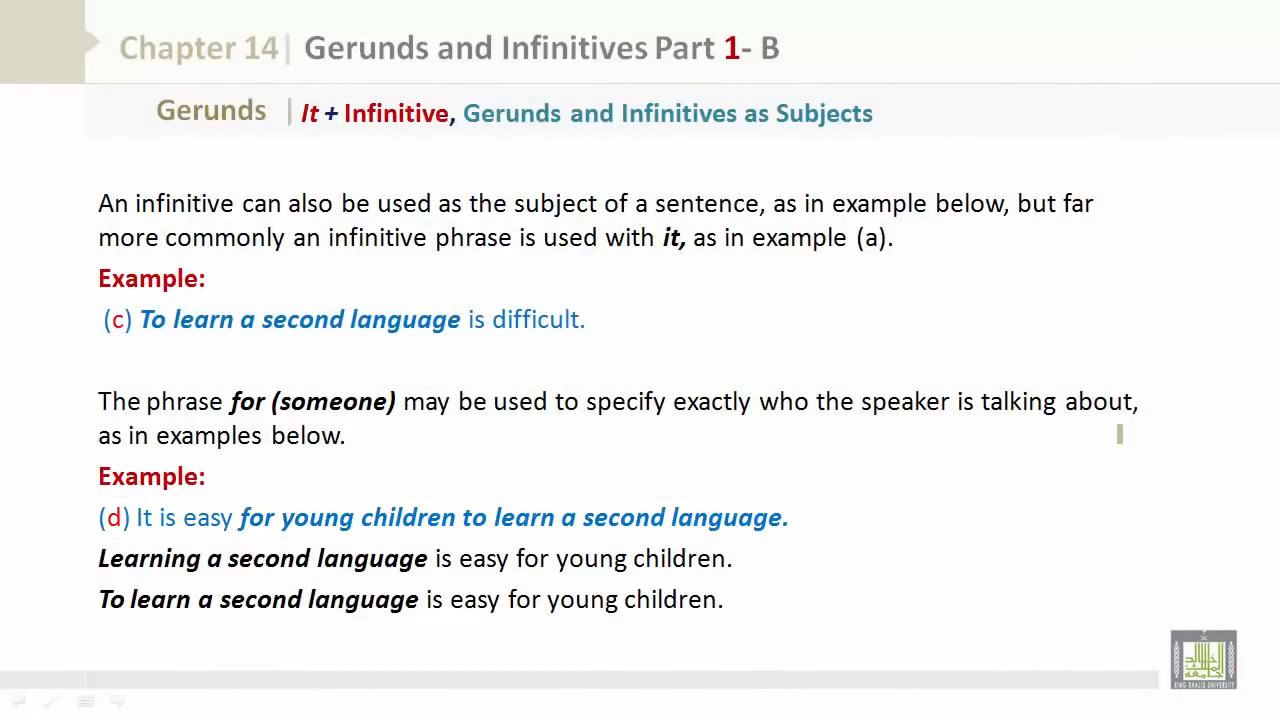 Chapter 14| Gerunds and Infinitives Part 1- B
Gerunds | It + Infinitive, Gerunds and Infinitives as Subjects
An infinitive can also be used as the subject of a sentence, as in example below, but far
more commonly an infinitive phrase is used with it, as in example (a).
Example:
(c) To learn a second language is difficult.
The phrase for (someone) may be used to specify exactly who the speaker is talking about,
as in examples below.
Example:
(d) It is easy for young children to learn a second language.
Learning a second language is easy for young children.
To learn a second language is easy for young children.
KING KHALID UNIVERSITY